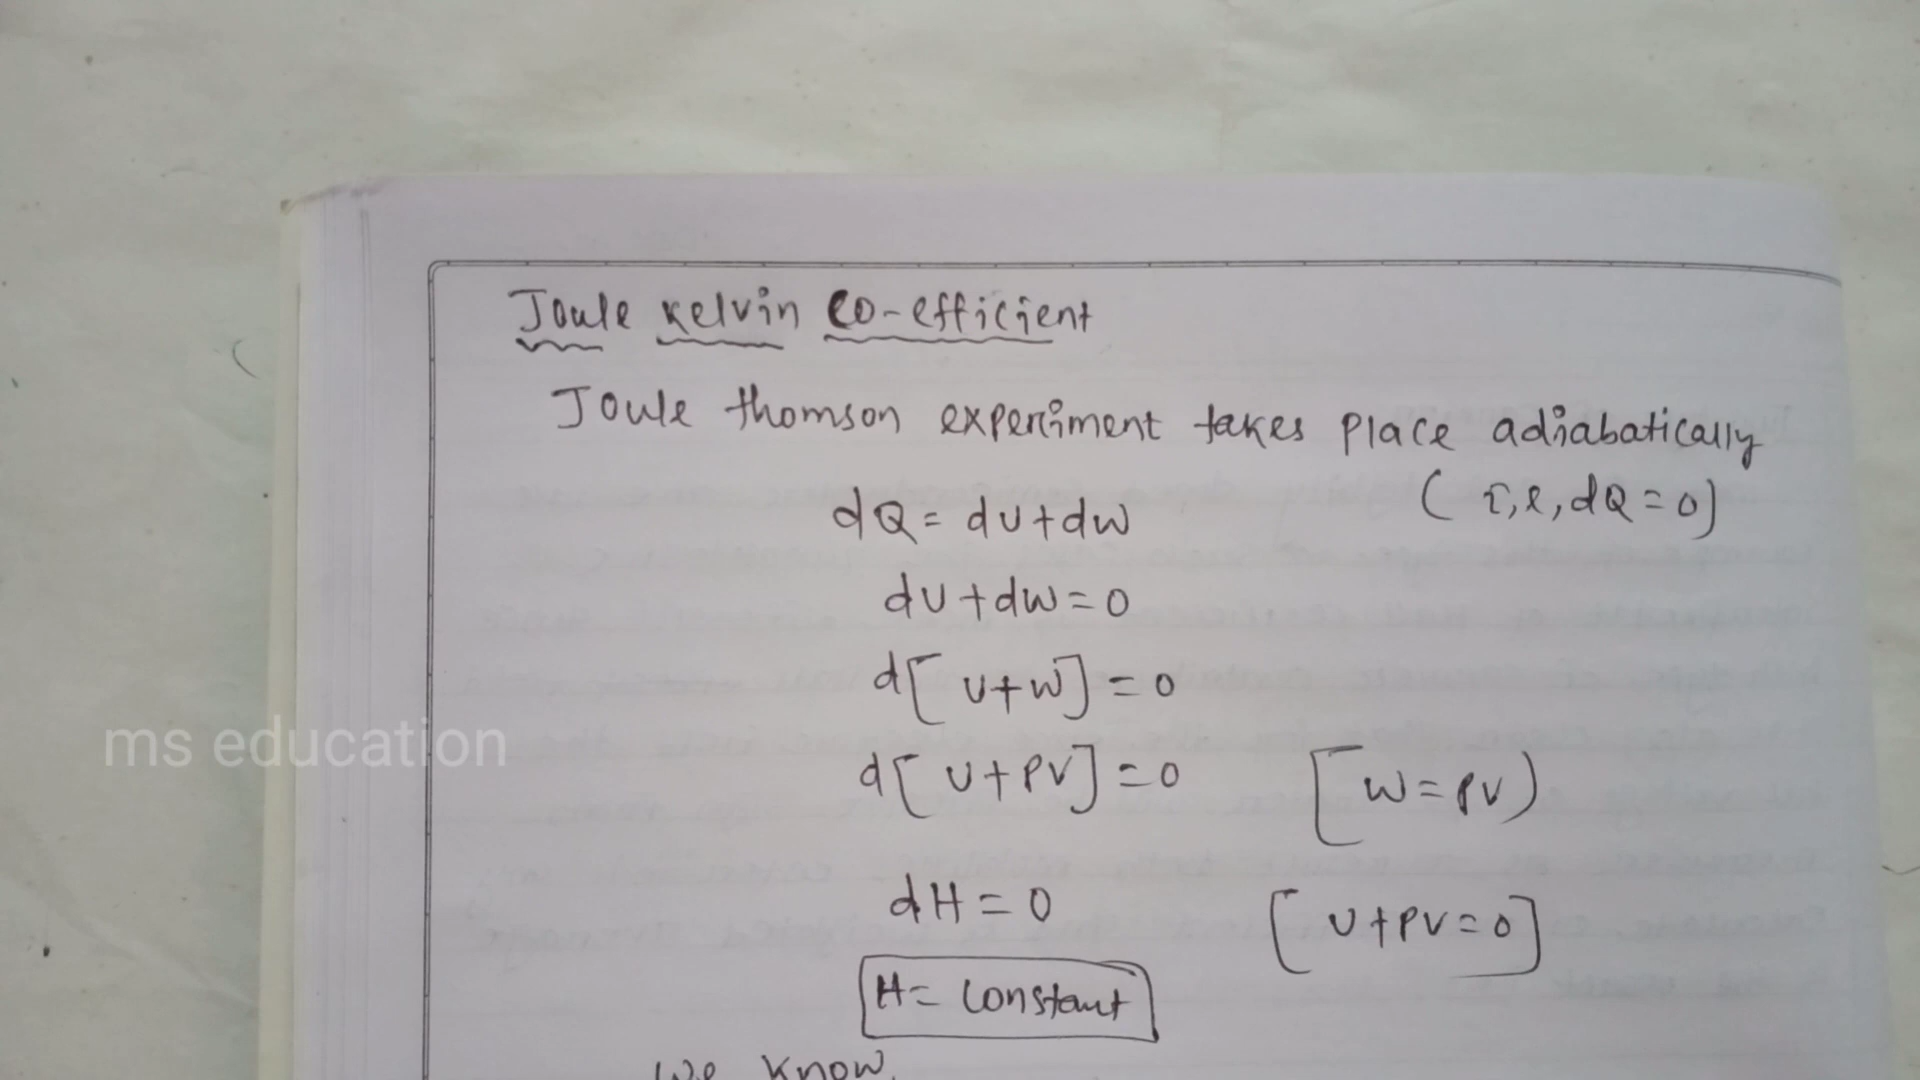 Joule Kelvin co-efficient
Joule thomson experiment takes place adiabatically
(i,e, dQ=0)
dQ = dU+dW
dU+dW=0
d[U+W]=0
d[U+PV]=0 [W=PV)
dH=0 [U+PV=0]
H= constant
We know
ms education